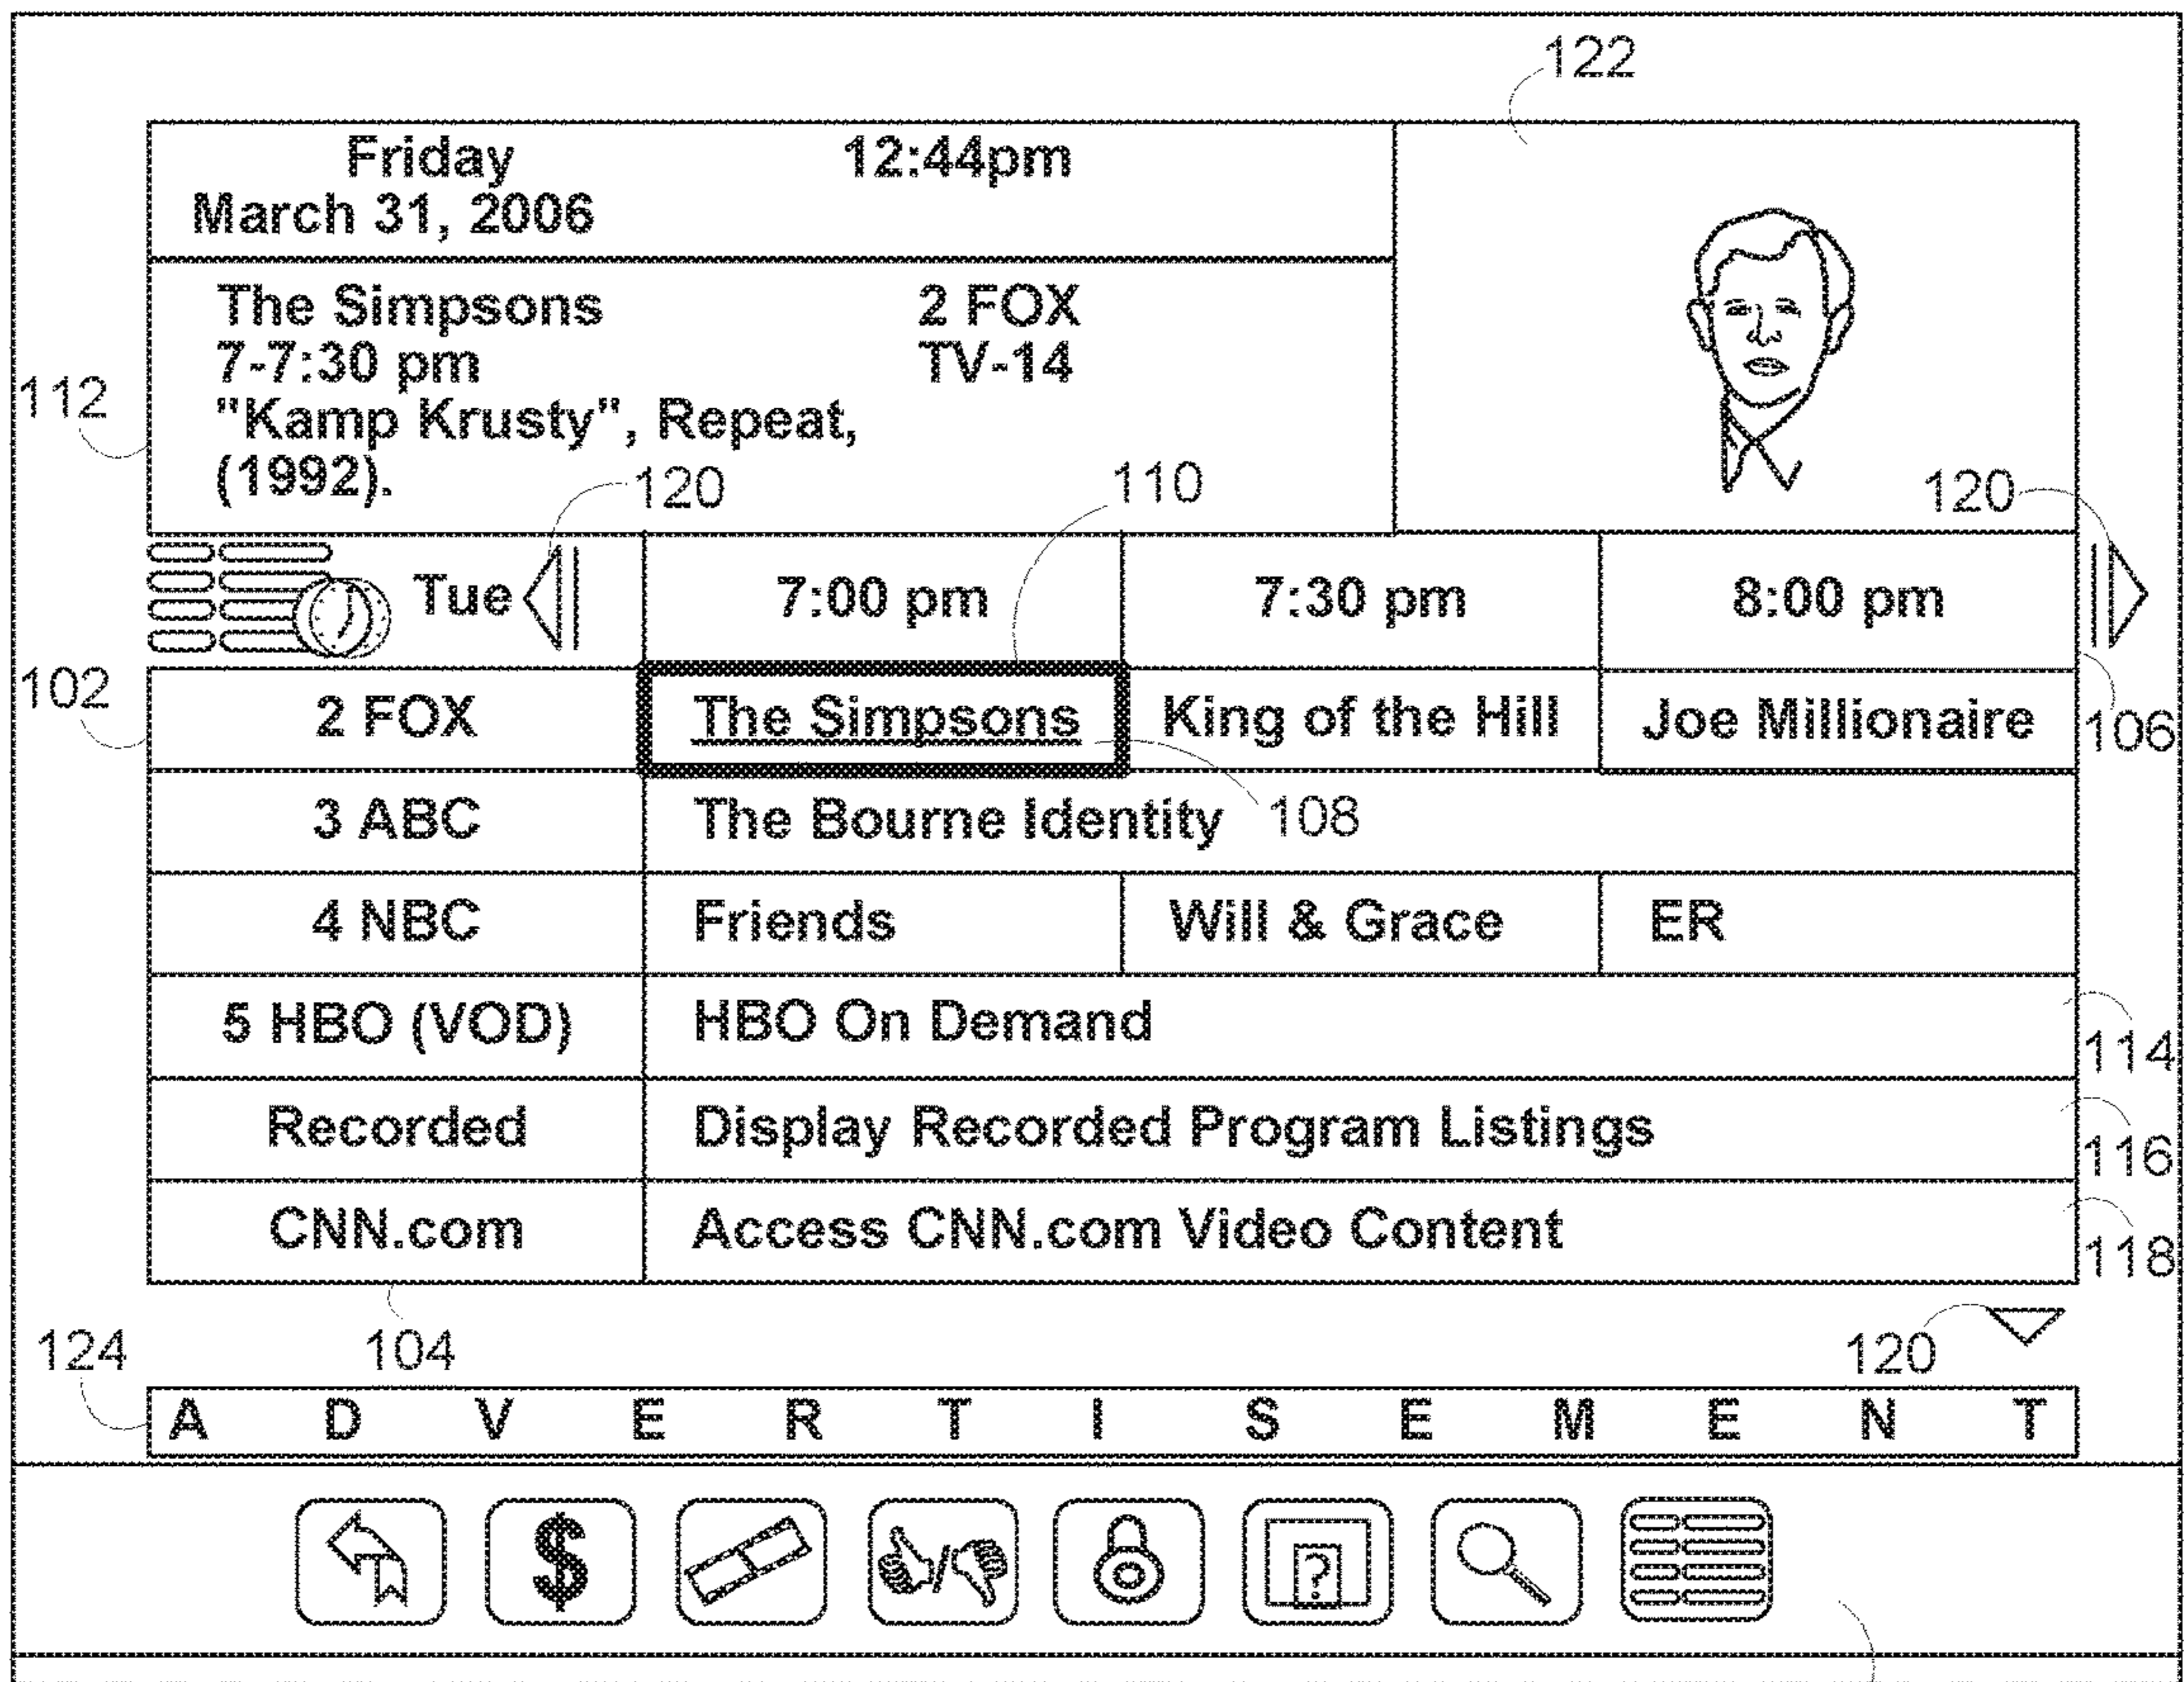 122
Friday 12:44pm
March 31, 2006
The Simpsons 2 FOX
7-7:30 pm TV-14
112
"Kamp Krusty", Repeat,
(1992).
120 110 120
Tue 7:00 pm 7:30 pm 8:00 pm
102
2 FOX The Simpsons King of the Hill Joe Millionaire 106
3 ABC The Bourne Identity 108
4 NBC Friends Will & Grace ER
5 HBO (VOD) HBO On Demand 114
Recorded Display Recorded Program Listings 116
CNN.com Access CNN.com Video Content 118
124 104 120
A D V E R T I S E M E N T
$ / ?